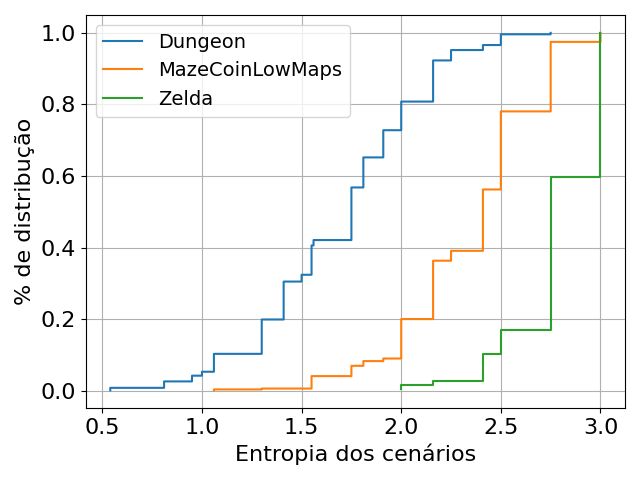 Dungeon
MazeCoinLowMaps
Zelda
% de distribução
1.0
0.8
0.6
0.4
0.2
0.0
0.5 1.0 1.5 2.0 2.5 3.0
Entropia dos cenários